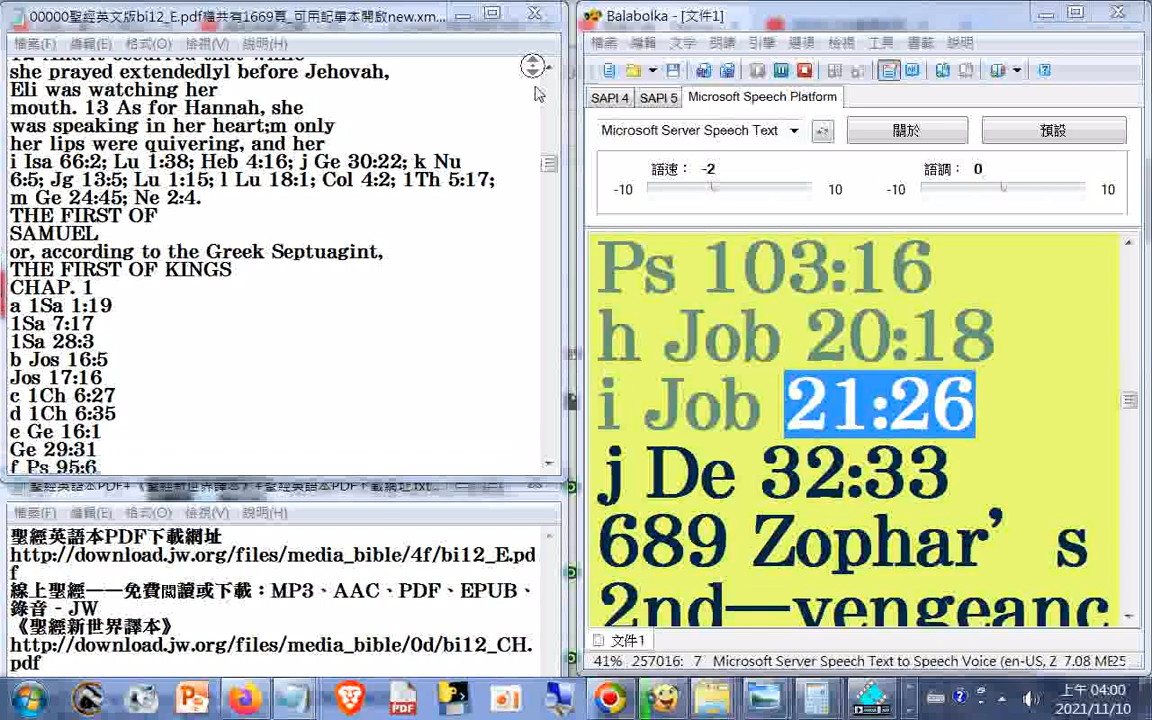 00000聖經英文版bi12_E.pdf檔共有1669頁_可用記事本開啟new.xm...
檔案(F) 編輯(E) 格式(O) 檢視(V) 說明(H)
she prayed extendedlyl before Jehovah,
Eli was watching her
mouth. 13 As for Hannah, she
was speaking in her heart;m only
her lips were quivering, and her
i Isa 66:2; Lu 1:38; Heb 4:16; j Ge 30:22; k Nu
6:5; Jg 13:5; Lu 1:15; l Lu 18:1; Col 4:2; 1Th 5:17;
m Ge 24:45; Ne 2:4.
THE FIRST OF
SAMUEL
or, according to the Greek Septuagint,
THE FIRST OF KINGS
CHAP. 1
a 1Sa 1:19
1Sa 7:17
1Sa 28:3
b Jos 16:5
Jos 17:16
c 1Ch 6:27
d 1Ch 6:35
e Ge 16:1
Ge 29:31
f Ps 95:6
檔案(F) 編輯(E) 格式(O) 檢視(V) 說明(H)
聖經英語本PDF下載網址
http://download.jw.org/files/media_bible/4f/bi12_E.pd
f
線上聖經——免費閱讀或下載：MP3、AAC、PDF、EPUB、
錄音 - JW
《聖經新世界譯本》
http://download.jw.org/files/media_bible/0d/bi12_CH.
pdf
Balabolka - [文件1]
檔案 編輯 文字 朗讀 引擎 選項 檢視 工具 書籤 說明
SAPI 4 SAPI 5 Microsoft Speech Platform
Microsoft Server Speech Text 關於 預設
語速： -2 語調： 0
-10 10 -10 10
Ps 103:16
h Job 20:18
i Job 21:26
j De 32:33
689 Zophar’s
2nd—vengeanc
文件1
41% 257016: 7 Microsoft Server Speech Text to Speech Voice (en-US, Z 7.08 ME25
上午 04:00
2021/11/10